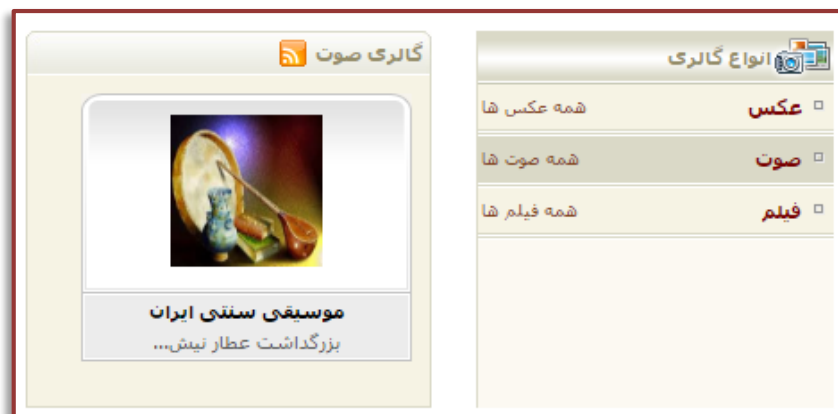 انواع گالری
عکس همه عکس ها
صوت همه صوت ها
فیلم همه فیلم ها
گالری صوت
موسیقی سنتی ایران
بزرگداشت عطار نیش...